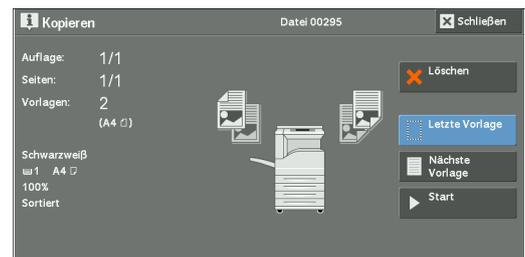 Kopieren
Datei 00295
Schließen
Auflage: 1/1
Seiten: 1/1
Vorlagen: 2
(A4)
Schwarzweiß
1 A4
100%
Sortiert
Löschen
Letzte Vorlage
Nächste
Vorlage
Start